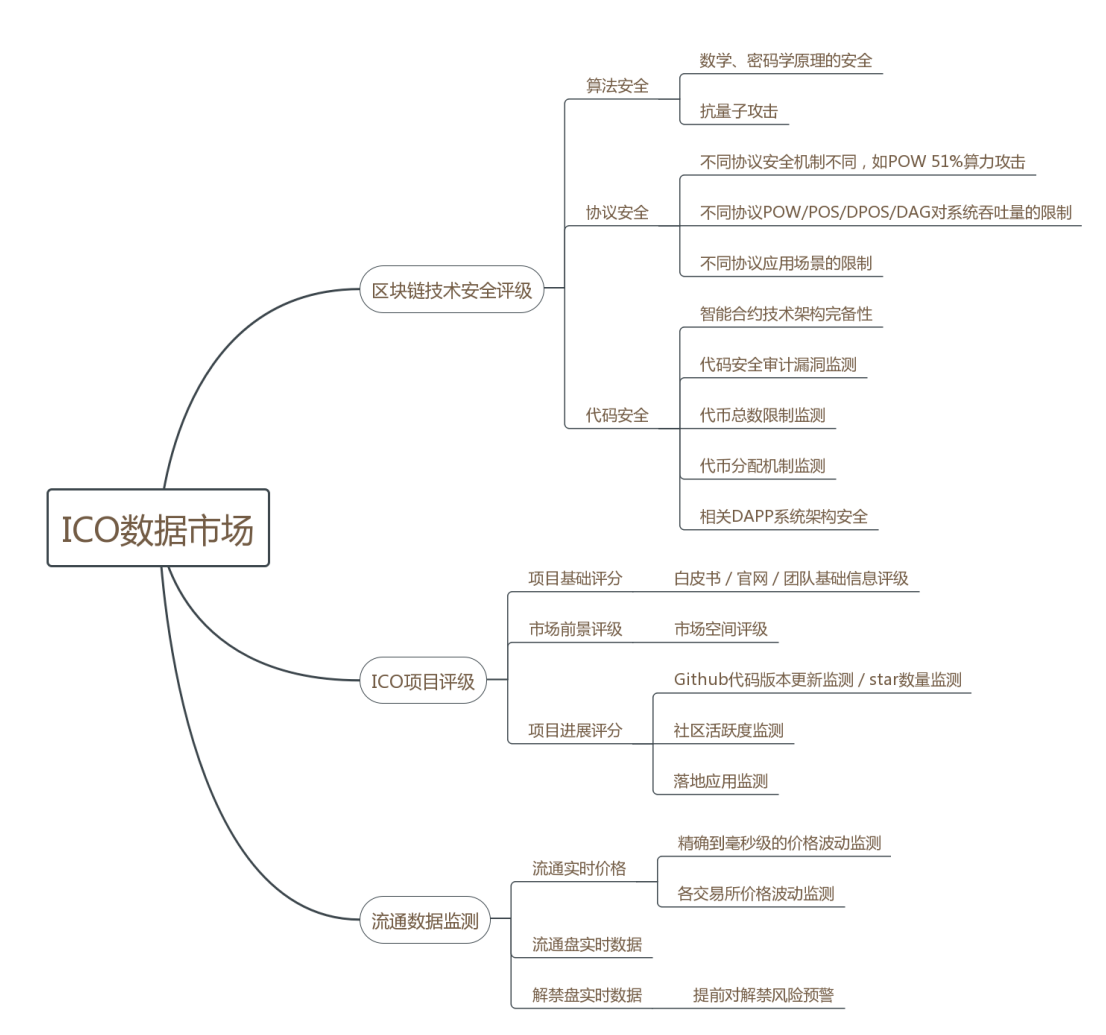 ICO数据市场
区块链技术安全评级
算法安全
数学、密码学原理的安全
抗量子攻击
协议安全
不同协议安全机制不同，如POW 51%算力攻击
不同协议POW/POS/DPOS/DAG对系统吞吐量的限制
不同协议应用场景的限制
代码安全
智能合约技术架构完备性
代码安全审计漏洞监测
代币总数限制监测
代币分配机制监测
相关DAPP系统架构安全
ICO项目评级
项目基础评分
白皮书 / 官网 / 团队基础信息评级
市场前景评级
市场空间评级
项目进展评分
Github代码版本更新监测 / star数量监测
社区活跃度监测
落地应用监测
流通数据监测
流通实时价格
精确到毫秒级的价格波动监测
各交易所价格波动监测
流通盘实时数据
解禁盘实时数据
提前对解禁风险预警